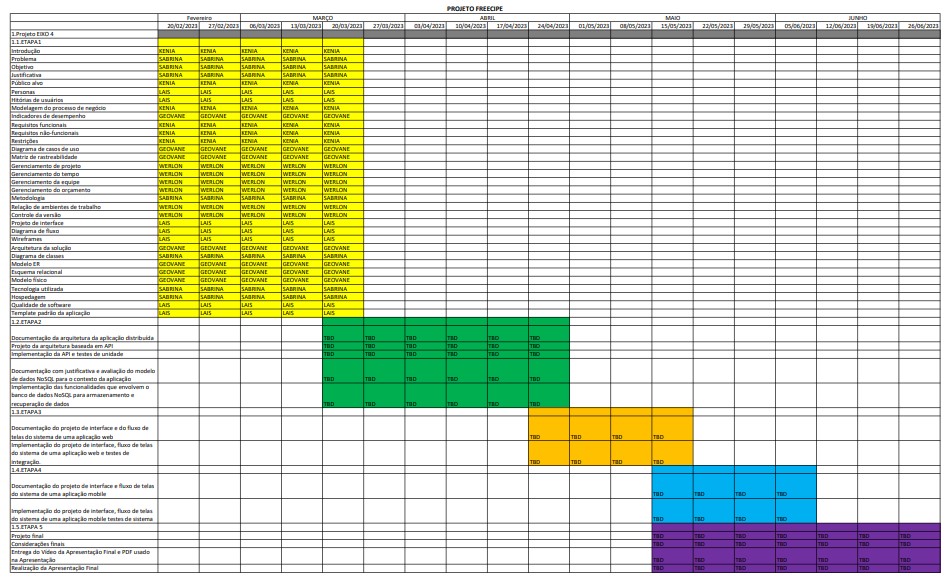 PROJETO FREECIPE
Fevereiro MARÇO ABRIL MAIO JUNHO
20/02/2023 27/02/2023 06/03/2023 13/03/2023 20/03/2023 27/03/2023 03/04/2023 10/04/2023 17/04/2023 24/04/2023 01/05/2023 08/05/2023 15/05/2023 22/05/2023 29/05/2023 05/06/2023 12/06/2023 19/06/2023 26/06/2023
1.Projeto EIXO 4
1.1.ETAPA1
Introdução KENIA KENIA KENIA KENIA KENIA
Problema SABRINA SABRINA SABRINA SABRINA SABRINA
Objetivo SABRINA SABRINA SABRINA SABRINA SABRINA
Justificativa SABRINA SABRINA SABRINA SABRINA SABRINA
Público alvo KENIA KENIA KENIA KENIA KENIA
Personas LAIS LAIS LAIS LAIS LAIS
Hitórias de usuários LAIS LAIS LAIS LAIS LAIS
Modelagem do processo de negócio KENIA KENIA KENIA KENIA KENIA
Indicadores de desempenho GEOVANE GEOVANE GEOVANE GEOVANE GEOVANE
Requisitos funcionais KENIA KENIA KENIA KENIA KENIA
Requisitos não-funcionais KENIA KENIA KENIA KENIA KENIA
Restrições KENIA KENIA KENIA KENIA KENIA
Diagrama de casos de uso GEOVANE GEOVANE GEOVANE GEOVANE GEOVANE
Matriz de rastreabilidade GEOVANE GEOVANE GEOVANE GEOVANE GEOVANE
Gerenciamento de projeto WERLON WERLON WERLON WERLON WERLON
Gerenciamento do tempo WERLON WERLON WERLON WERLON WERLON
Gerenciamento da equipe WERLON WERLON WERLON WERLON WERLON
Gerenciamento do orçamento WERLON WERLON WERLON WERLON WERLON
Metodologia SABRINA SABRINA SABRINA SABRINA SABRINA
Relação de ambientes de trabalho WERLON WERLON WERLON WERLON WERLON
Controle da versão WERLON WERLON WERLON WERLON WERLON
Projeto de interface LAIS LAIS LAIS LAIS LAIS
Diagrama de fluxo LAIS LAIS LAIS LAIS LAIS
Wireframes LAIS LAIS LAIS LAIS LAIS
Arquitetura da solução GEOVANE GEOVANE GEOVANE GEOVANE GEOVANE
Diagrama de classes SABRINA SABRINA SABRINA SABRINA SABRINA
Modelo ER GEOVANE GEOVANE GEOVANE GEOVANE GEOVANE
Esquema relacional GEOVANE GEOVANE GEOVANE GEOVANE GEOVANE
Modelo físico GEOVANE GEOVANE GEOVANE GEOVANE GEOVANE
Tecnologia utilizada SABRINA SABRINA SABRINA SABRINA SABRINA
Hospedagem SABRINA SABRINA SABRINA SABRINA SABRINA
Qualidade de software LAIS LAIS LAIS LAIS LAIS
Template padrão da aplicação LAIS LAIS LAIS LAIS LAIS
1.2.ETAPA2
Documentação da arquitetura da aplicação distribuída TBD TBD TBD TBD TBD TBD
Projeto da arquitetura baseada em API TBD TBD TBD TBD TBD TBD
Implementação da API e testes de unidade TBD TBD TBD TBD TBD TBD
Documentação com justificativa e avaliação do modelo
de dados NoSQL para o contexto da aplicação TBD TBD TBD TBD TBD TBD
Implementação das funcionalidades que envolvem o
banco de dados NoSQL para armazenamento e
recuperação de dados TBD TBD TBD TBD TBD TBD
1.3.ETAPA3
Documentação do projeto de interface e do fluxo de
telas do sistema de uma aplicação web TBD TBD TBD TBD
Implementação do projeto de interface, fluxo de telas
do sistema de uma aplicação web e testes de
integração. TBD TBD TBD TBD
1.4.ETAPA4
Documentação do projeto de interface e fluxo de telas
do sistema de uma aplicação mobile TBD TBD TBD TBD
Implementação do projeto de interface, fluxo de
telas do sistema de uma aplicação mobile testes de sistema TBD TBD TBD TBD
1.5.ETAPA 5
Projeto final TBD TBD TBD TBD TBD TBD TBD
Considerações finais TBD TBD TBD TBD TBD TBD TBD
Entrega do Vídeo da Apresentação Final e PDF usado
na Apresentação TBD TBD TBD TBD TBD TBD TBD
Realização da Apresentação Final TBD TBD TBD TBD TBD TBD TBD